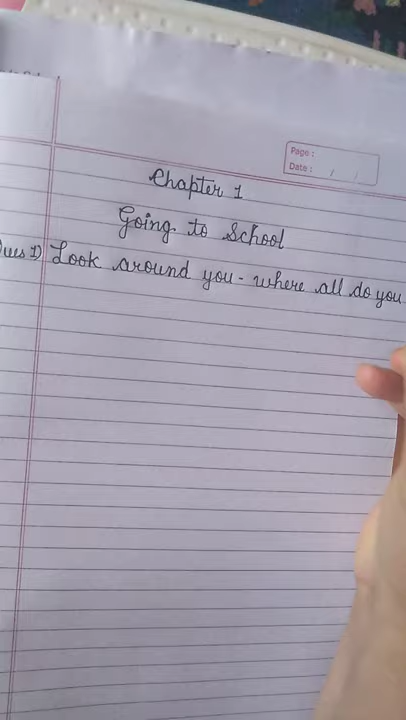 Page :
Date : / /
Chapter 1
Going to School
Ques 1) Look around you - where all do you